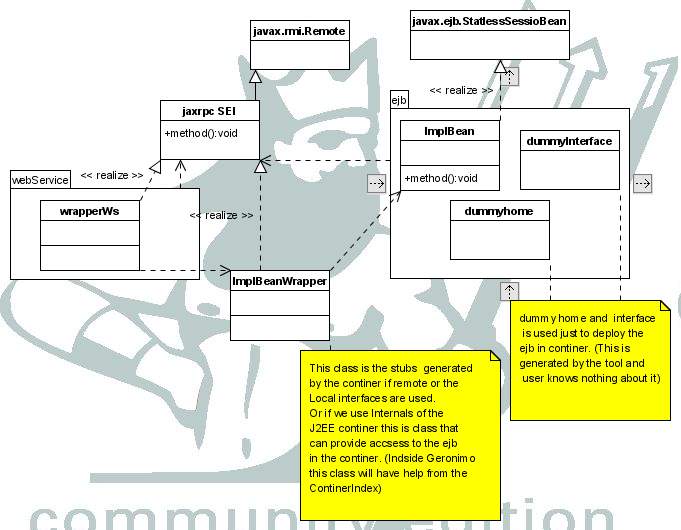 javax.rmi.Remote
javax.ejb.StatlessSessioBean
<< realize >>
jaxrpc SEI
+method():void
ejb
ImplBean
+method():void
dummyInterface
dummyhome
<< realize >>
webService
wrapperWs
<< realize >>
ImplBeanWrapper
dummy home and interface
is used just to deploy the
ejb in continer. (This is
generated by the tool and
user knows nothing about it)
This class is the stubs generated
by the continer if remote or the
Local interfaces are used.
Or if we use Internals of the
J2EE continer this is class that
can provide accsess to the ejb
in the continer. (Indside Geronimo
this class will have help from the
ContinerIndex)
community edition